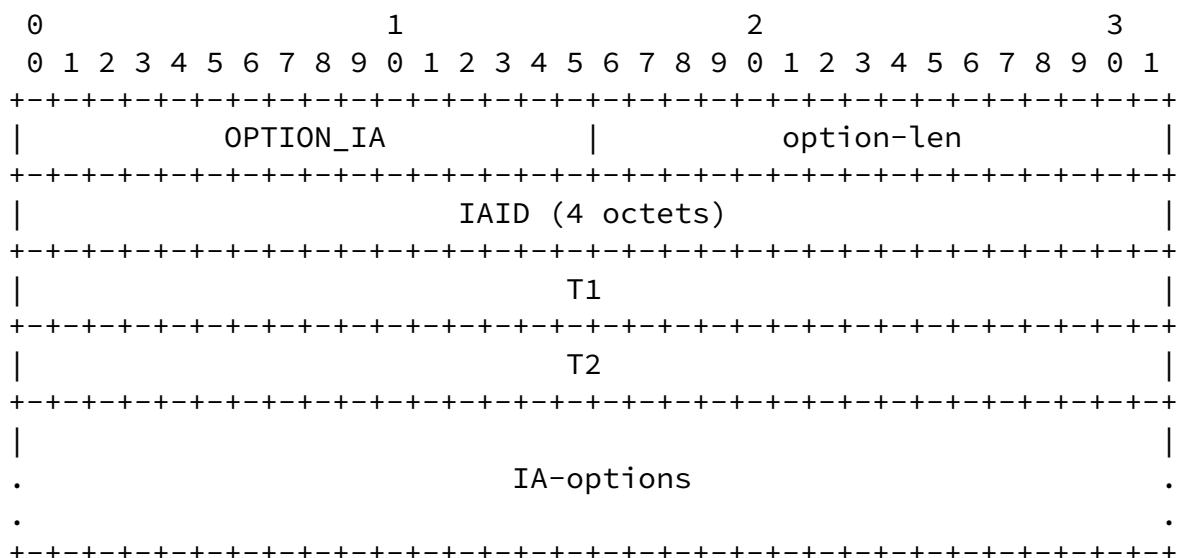 0                   1                   2                   3
 0 1 2 3 4 5 6 7 8 9 0 1 2 3 4 5 6 7 8 9 0 1 2 3 4 5 6 7 8 9 0 1
+-+-+-+-+-+-+-+-+-+-+-+-+-+-+-+-+-+-+-+-+-+-+-+-+-+-+-+-+-+-+-+-+
|           OPTION_IA           |          option-len           |
+-+-+-+-+-+-+-+-+-+-+-+-+-+-+-+-+-+-+-+-+-+-+-+-+-+-+-+-+-+-+-+-+
|                        IAID (4 octets)                        |
+-+-+-+-+-+-+-+-+-+-+-+-+-+-+-+-+-+-+-+-+-+-+-+-+-+-+-+-+-+-+-+-+
|                              T1                               |
+-+-+-+-+-+-+-+-+-+-+-+-+-+-+-+-+-+-+-+-+-+-+-+-+-+-+-+-+-+-+-+-+
|                              T2                               |
+-+-+-+-+-+-+-+-+-+-+-+-+-+-+-+-+-+-+-+-+-+-+-+-+-+-+-+-+-+-+-+-+
|                                                               |
.                           IA-options                          .
.                                                               .
+-+-+-+-+-+-+-+-+-+-+-+-+-+-+-+-+-+-+-+-+-+-+-+-+-+-+-+-+-+-+-+-+